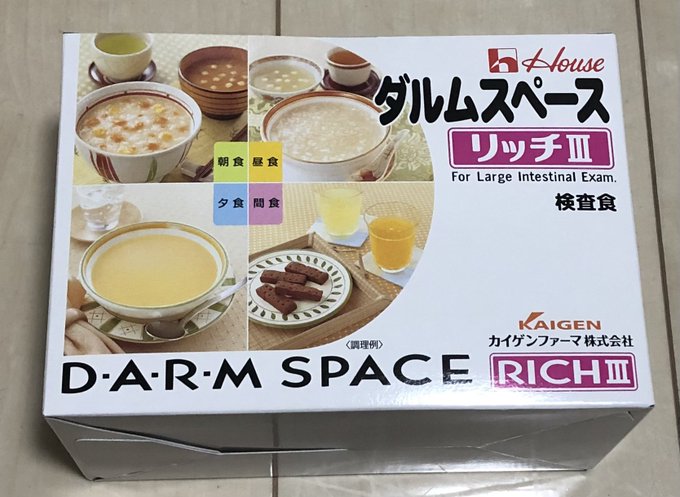 House
ダルムスペース
リッチⅢ
For Large Intestinal Exam.
検査食
朝食 昼食
夕食 間食
〈調理例〉
KAIGEN
カイゲンファーマ株式会社
D・A・R・M SPACE RICHⅢ